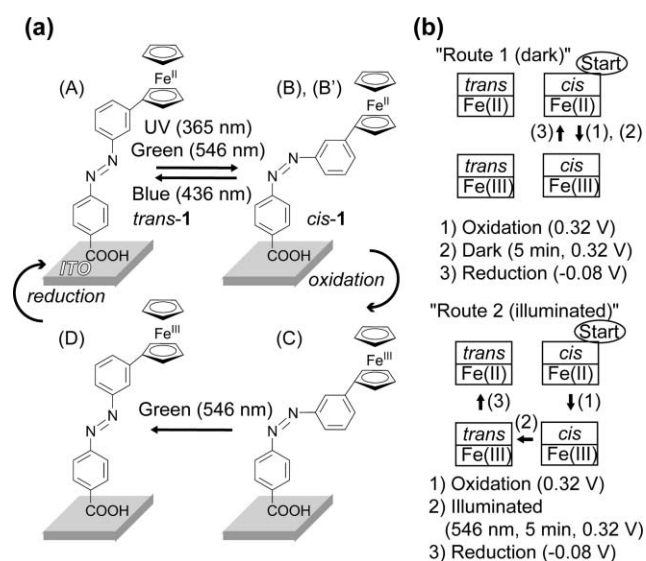 (a)
(A)
Fe^II
N
N
COOH
ITO
trans-1
UV (365 nm)
Green (546 nm)
Blue (436 nm)
(B), (B')
Fe^II
N
N
COOH
cis-1
reduction
oxidation
(D)
Fe^III
N
N
COOH
Green (546 nm)
(C)
Fe^III
N
N
COOH
(b)
"Route 1 (dark)"
Start
trans cis
Fe(II) Fe(II)
(3) (1), (2)
trans cis
Fe(III) Fe(III)
1) Oxidation (0.32 V)
2) Dark (5 min, 0.32 V)
3) Reduction (-0.08 V)
"Route 2 (illuminated)"
Start
trans cis
Fe(II) Fe(II)
(3) (1)
(2)
trans cis
Fe(III) Fe(III)
1) Oxidation (0.32 V)
2) Illuminated
(546 nm, 5 min, 0.32 V)
3) Reduction (-0.08 V)